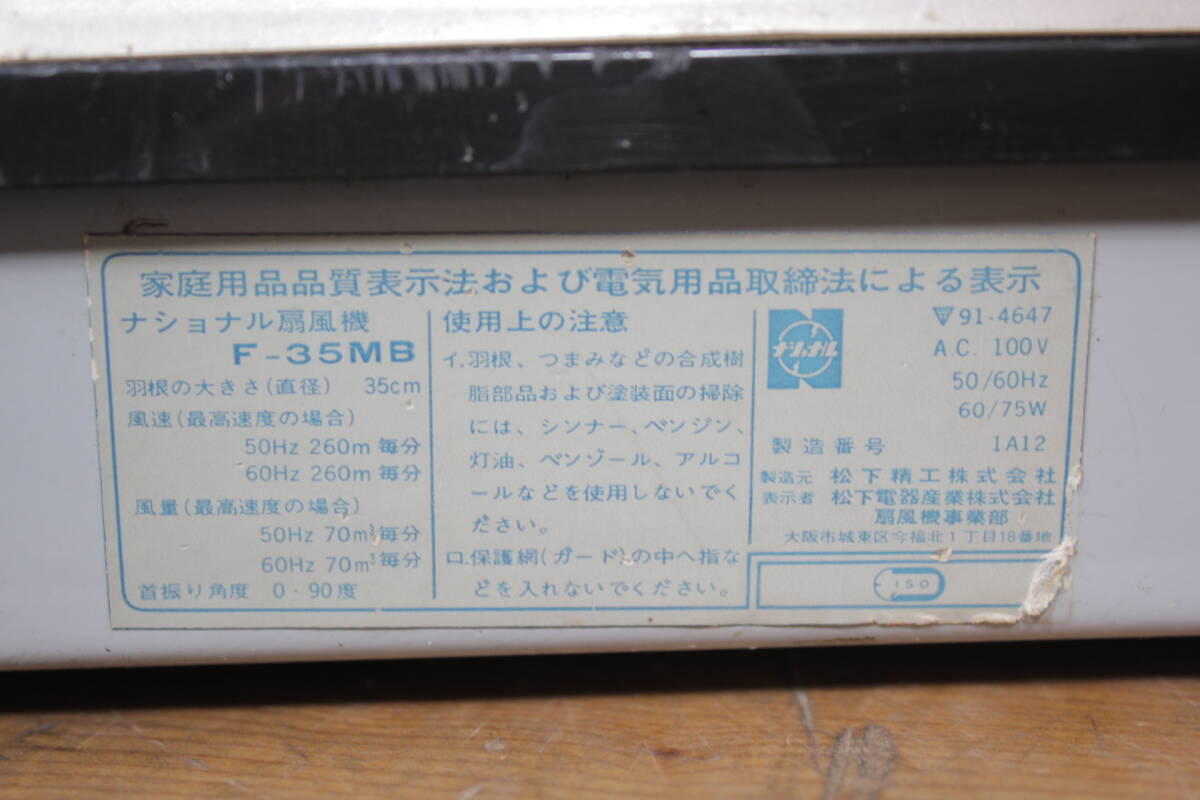 家庭用品品質表示法および電気用品取締法による表示
ナショナル扇風機
F-35MB
羽根の大きさ(直径) 35cm
風速(最高速度の場合)
50Hz 260m 毎分
60Hz 260m 毎分
風量(最高速度の場合)
50Hz 70m³毎分
60Hz 70m³毎分
首振り角度 0・90度
使用上の注意
イ.羽根、つまみなどの合成樹
脂部品および塗装面の掃除
には、シンナー、ベンジン、
灯油、ベンゾール、アルコ
ールなどを使用しないでく
ださい。
ロ.保護網(ガード)の中へ指な
どを入れないでください。
ナショナル
▽ 91-4647
A.C. 100V
50/60Hz
60/75W
製造番号 1A12
製造元 松下精工株式会社
表示者 松下電器産業株式会社
扇風機事業部
大阪市城東区今福北1丁目18番地
ISO